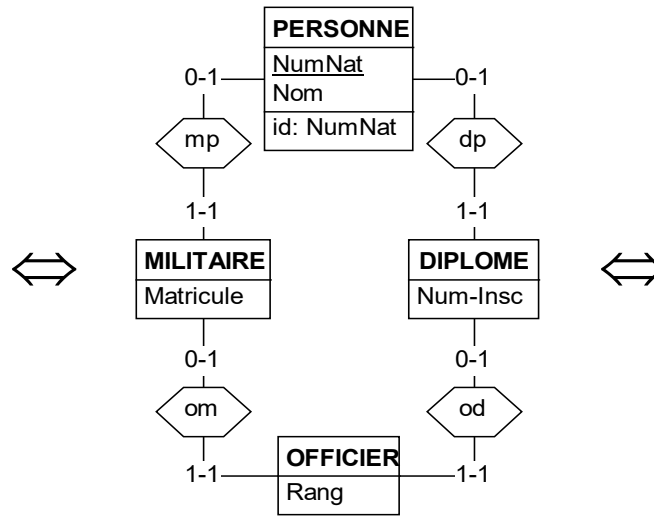 PERSONNE
NumNat
Nom
id: NumNat
0-1
0-1
mp
dp
1-1
1-1
MILITAIRE
Matricule
DIPLOME
Num-Insc
0-1
0-1
om
od
1-1
1-1
OFFICIER
Rang